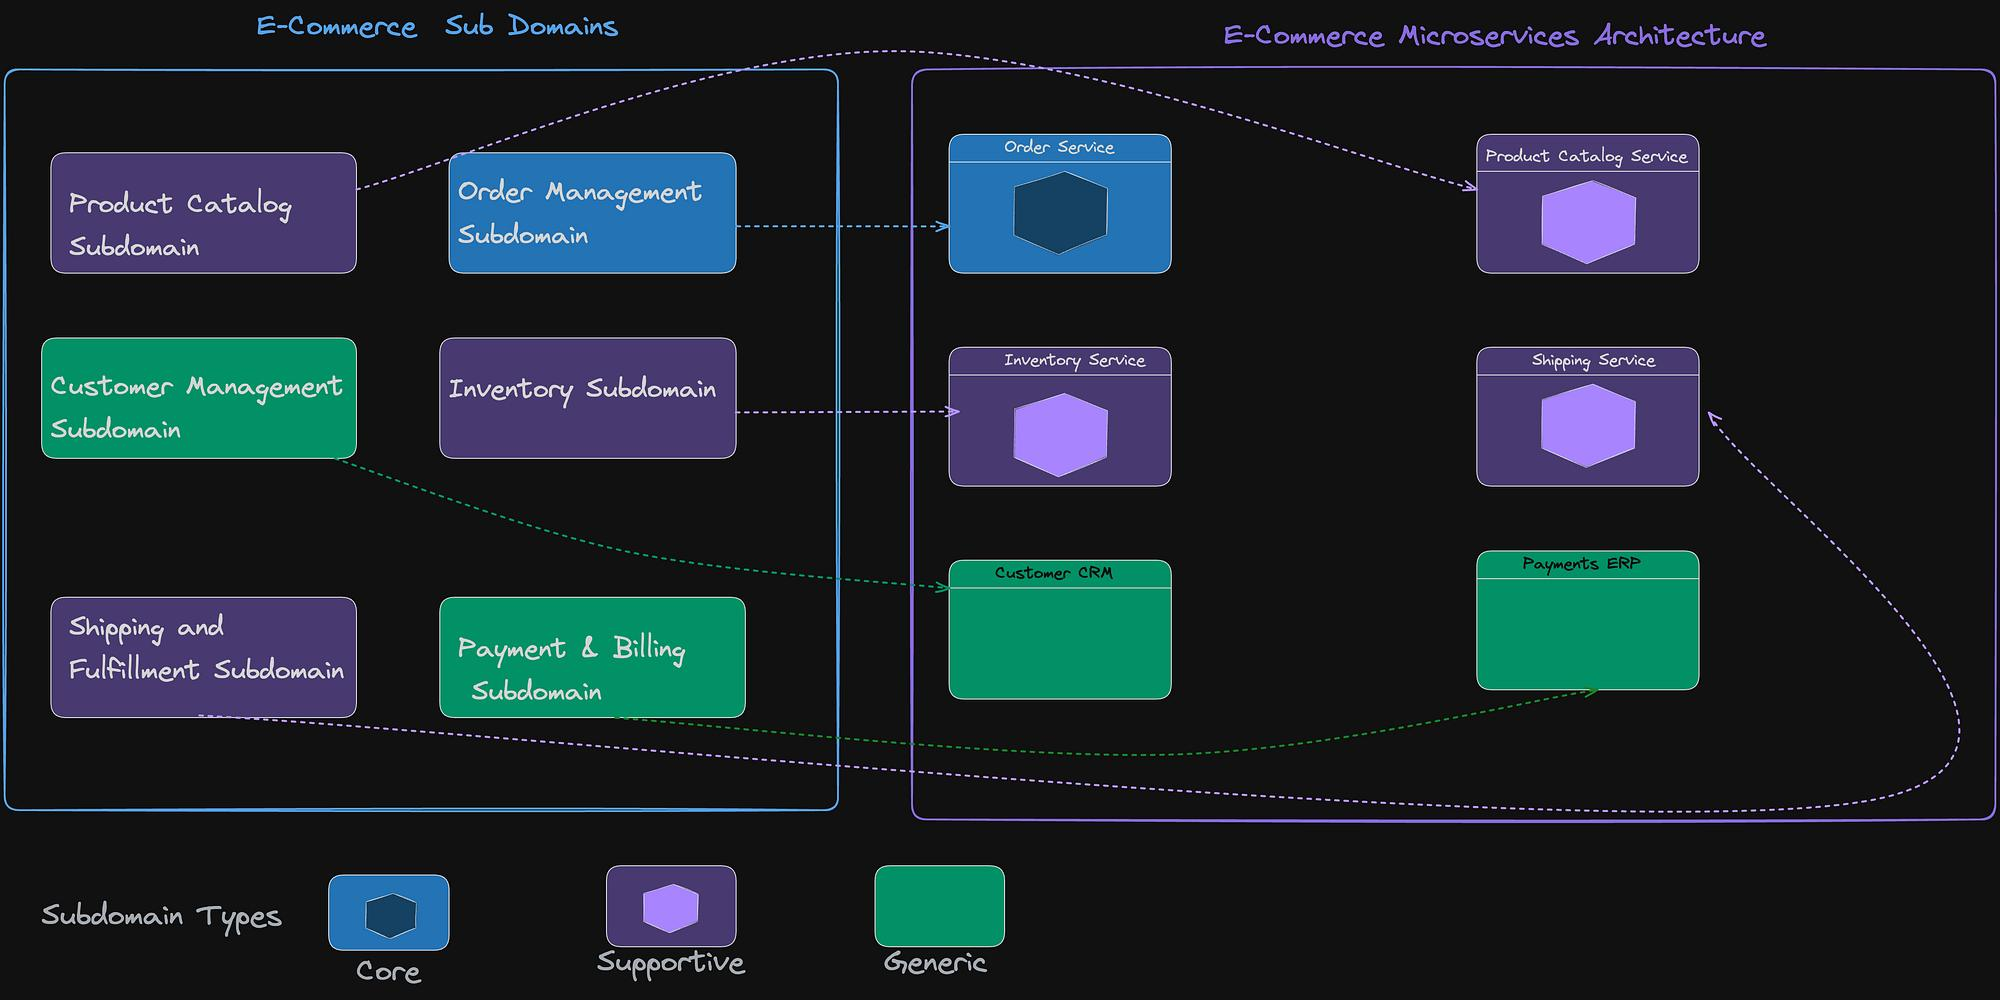 E-Commerce Sub Domains
E-Commerce Microservices Architecture
Product Catalog
Subdomain
Order Management
Subdomain
Order Service
Product Catalog Service
Customer Management
Subdomain
Inventory Subdomain
Inventory Service
Shipping Service
Shipping and
Fulfillment Subdomain
Payment & Billing
Subdomain
Customer CRM
Payments ERP
Subdomain Types
Core
Supportive
Generic